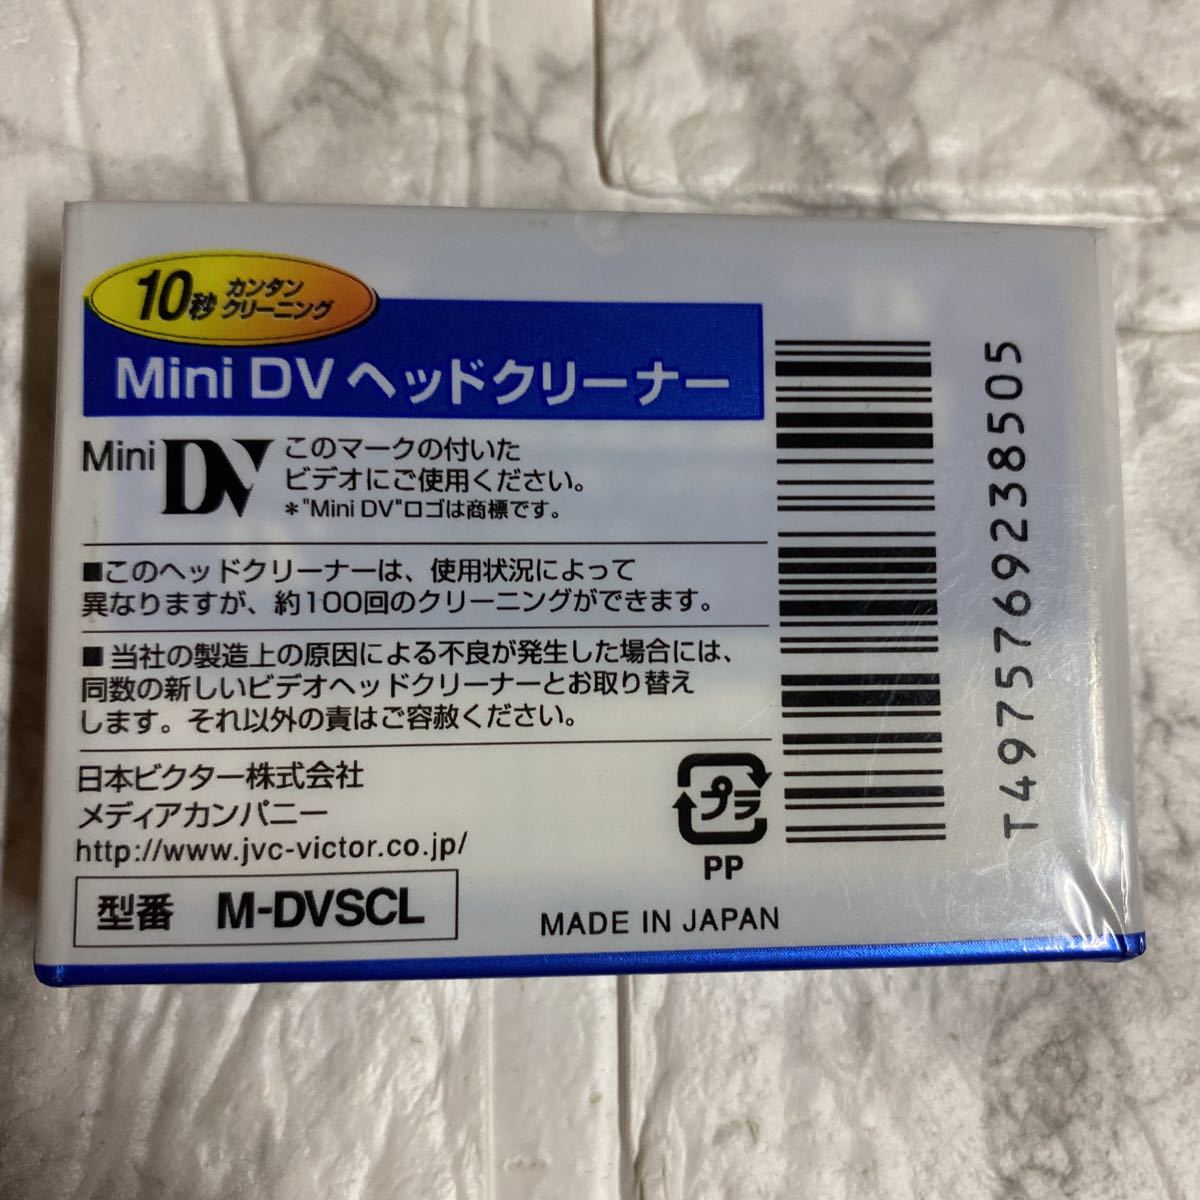 10秒 カンタン
クリーニング
Mini DV ヘッドクリーナー
Mini DV
このマークの付いた
ビデオにご使用ください。
＊"Mini DV"ロゴは商標です。
■このヘッドクリーナーは、使用状況によって
異なりますが、約100回のクリーニングができます。
■当社の製造上の原因による不良が発生した場合には、
同数の新しいビデオヘッドクリーナーとお取り替え
します。それ以外の責はご容赦ください。
日本ビクター株式会社
メディアカンパニー
http://www.jvc-victor.co.jp/
型番 M-DVSCL
プラ
PP
MADE IN JAPAN
T4975769238505